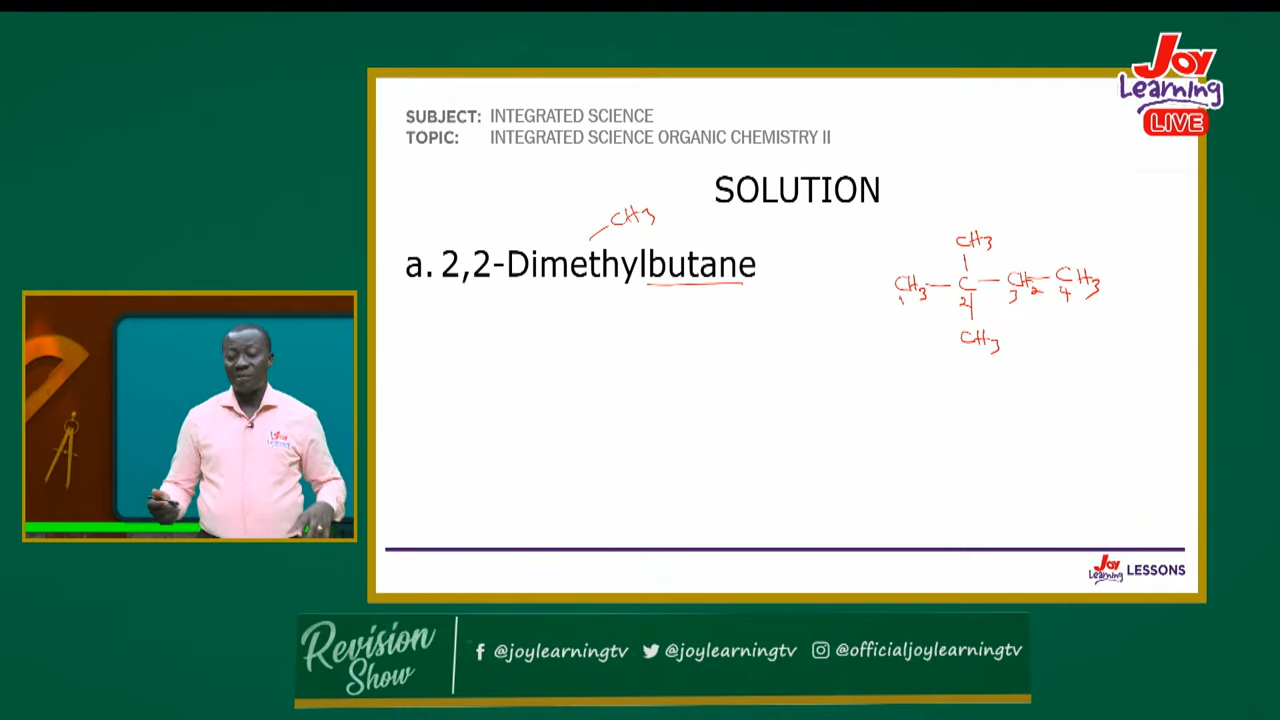 Joy
Learning
LIVE
SUBJECT: INTEGRATED SCIENCE
TOPIC: INTEGRATED SCIENCE ORGANIC CHEMISTRY II
SOLUTION
CH3
a. 2,2-Dimethylbutane
CH3
CH3 — C — CH2 — CH3
1 2 3 4
CH3
Joy
Learning LESSONS
Revision
Show
@joylearningtv @joylearningtv @officialjoylearningtv